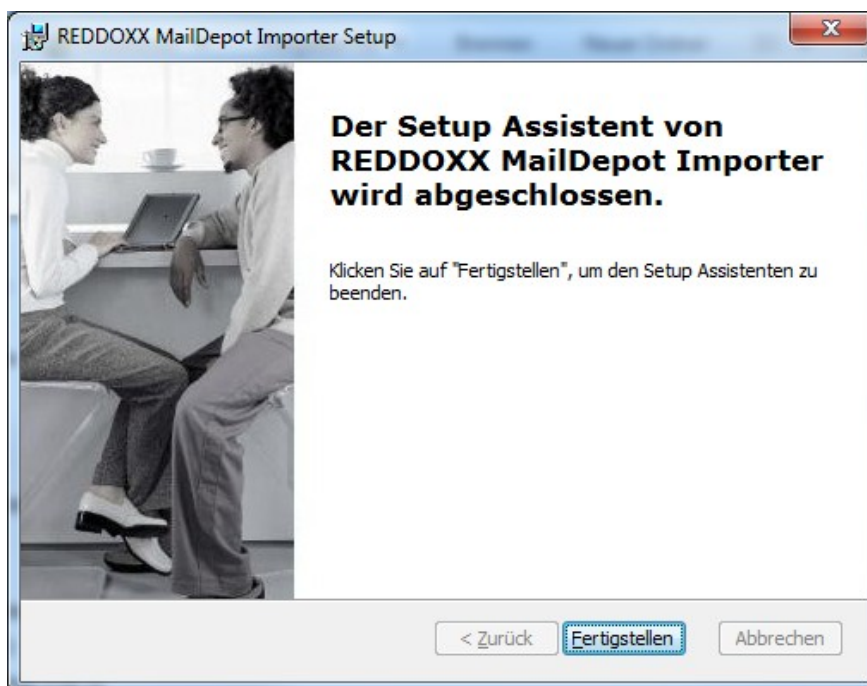 REDDOXX MailDepot Importer Setup
Der Setup Assistent von
REDDOXX MailDepot Importer
wird abgeschlossen.
Klicken Sie auf "Fertigstellen", um den Setup Assistenten zu
beenden.
< Zurück Fertigstellen Abbrechen